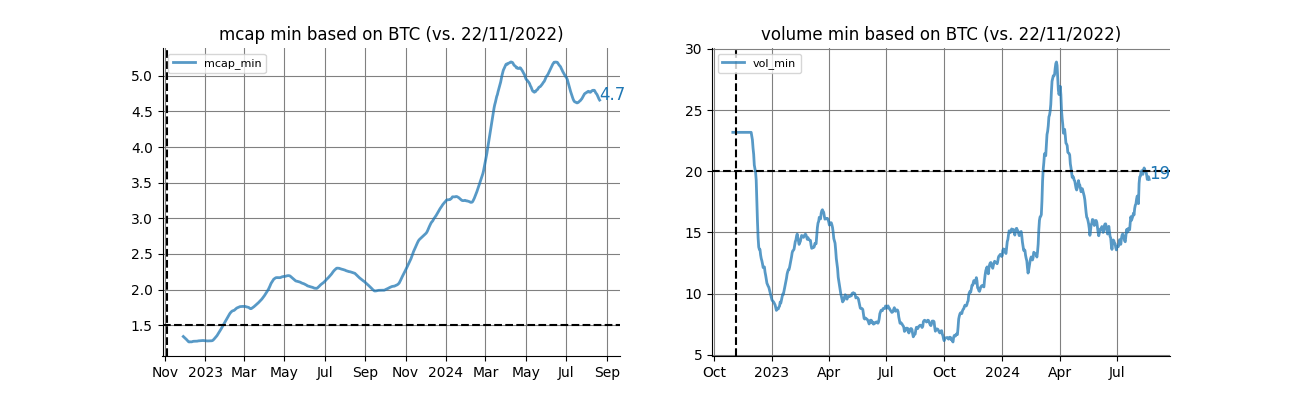 mcap min based on BTC (vs. 22/11/2022)
mcap_min
5.0
4.5
4.0
3.5
3.0
2.5
2.0
1.5
4.7
Nov 2023 Mar May Jul Sep Nov 2024 Mar May Jul Sep
volume min based on BTC (vs. 22/11/2022)
vol_min
30
25
20
15
10
5
19
Oct 2023 Apr Jul Oct 2024 Apr Jul